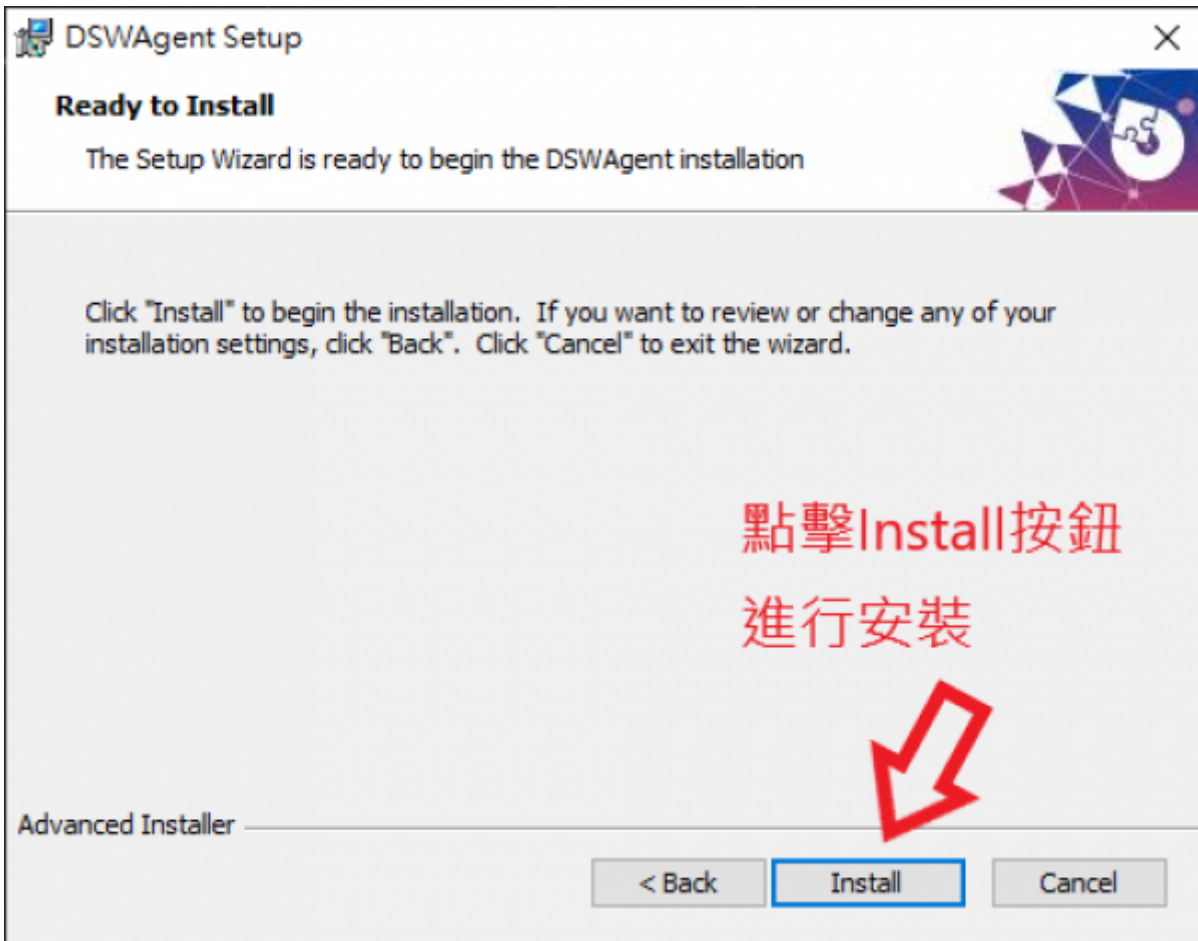 DSWAgent Setup
Ready to Install
The Setup Wizard is ready to begin the DSWAgent installation
Click "Install" to begin the installation.  If you want to review or change any of your
installation settings, click "Back".  Click "Cancel" to exit the wizard.
點擊Install按鈕
進行安裝
Advanced Installer
< Back
Install
Cancel